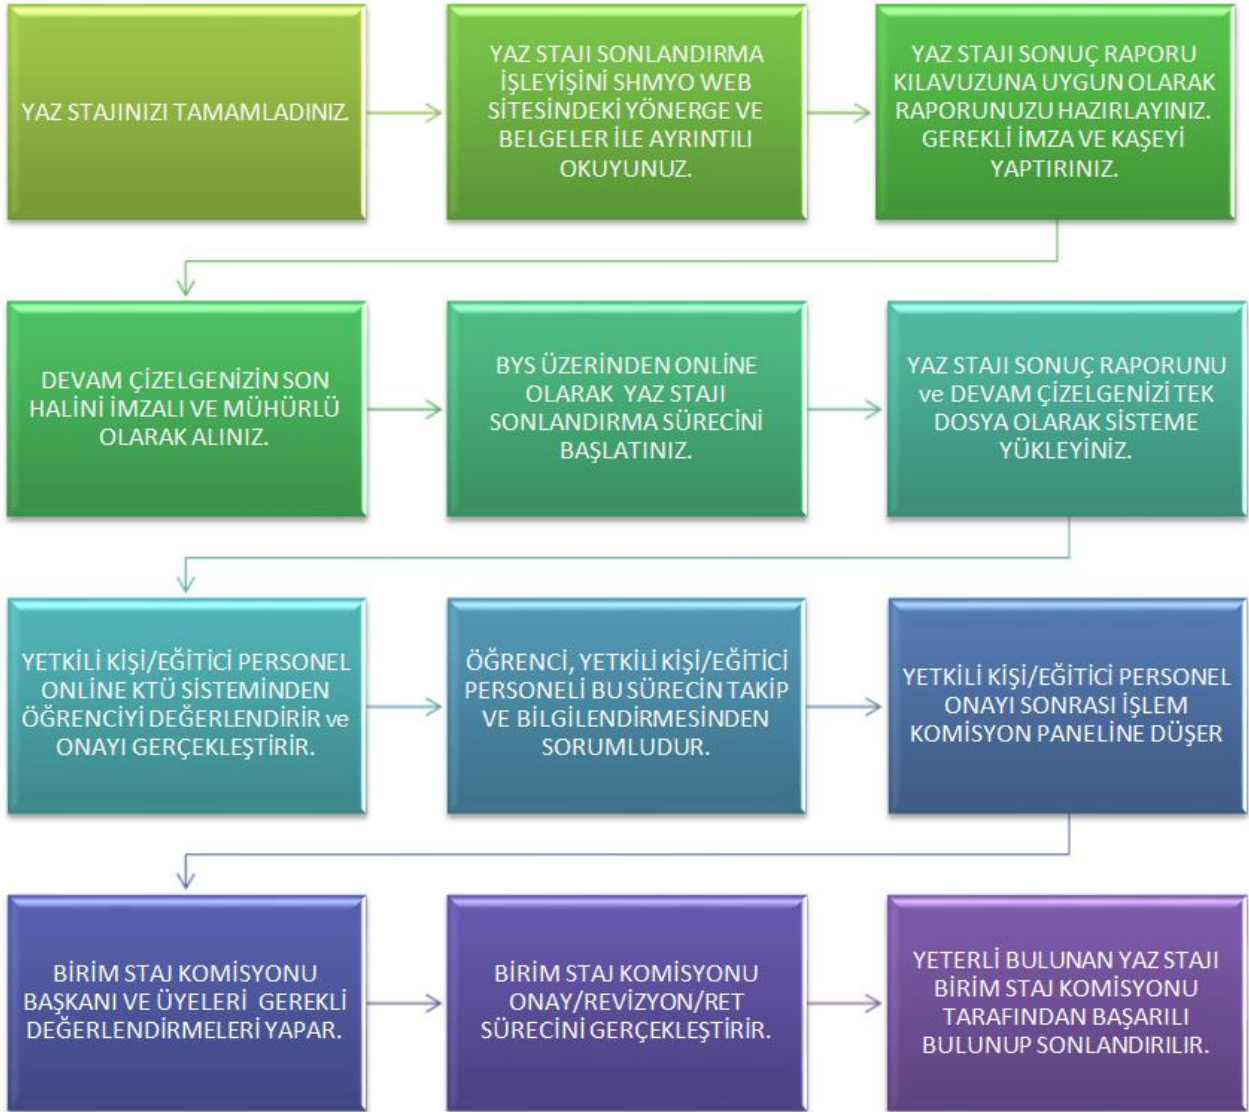 YAZ STAJINIZI TAMAMLADINIZ.
YAZ STAJI SONLANDIRMA
İŞLEYİŞİNİ SHMYO WEB
SİTESİNDEKİ YÖNERGE VE
BELGELER İLE AYRINTILI
OKUYUNUZ.
YAZ STAJI SONUÇ RAPORU
KILAVUZUNA UYGUN OLARAK
RAPORUNUZU HAZIRLAYINIZ.
GEREKLİ İMZA VE KAŞEYİ
YAPTIRINIZ.
DEVAM ÇİZELGENİZİN SON
HALİNİ İMZALI VE MÜHÜRLÜ
OLARAK ALINIZ.
BYS ÜZERİNDEN ONLİNE
OLARAK YAZ STAJI
SONLANDIRMA SÜRECİNİ
BAŞLATINIZ.
YAZ STAJI SONUÇ RAPORUNU
ve DEVAM ÇİZELGENİZİ TEK
DOSYA OLARAK SİSTEME
YÜKLEYİNİZ.
YETKİLİ KİŞİ/EĞİTİCİ PERSONEL
ONLINE KTÜ SİSTEMİNDEN
ÖĞRENCİYİ DEĞERLENDİRİR ve
ONAYI GERÇEKLEŞTİRİR.
ÖĞRENCİ, YETKİLİ KİŞİ/EĞİTİCİ
PERSONELİ BU SÜRECİN TAKİP
VE BİLGİLENDİRMESİNDEN
SORUMLUDUR.
YETKİLİ KİŞİ/EĞİTİCİ PERSONEL
ONAYI SONRASI İŞLEM
KOMİSYON PANELİNE DÜŞER
BİRİM STAJ KOMİSYONU
BAŞKANI VE ÜYELERİ GEREKLİ
DEĞERLENDİRMELERİ YAPAR.
BİRİM STAJ KOMİSYONU
ONAY/REVİZYON/RET
SÜRECİNİ GERÇEKLEŞTİRİR.
YETERLİ BULUNAN YAZ STAJI
BİRİM STAJ KOMİSYONU
TARAFINDAN BAŞARILI
BULUNUP SONLANDIRILIR.